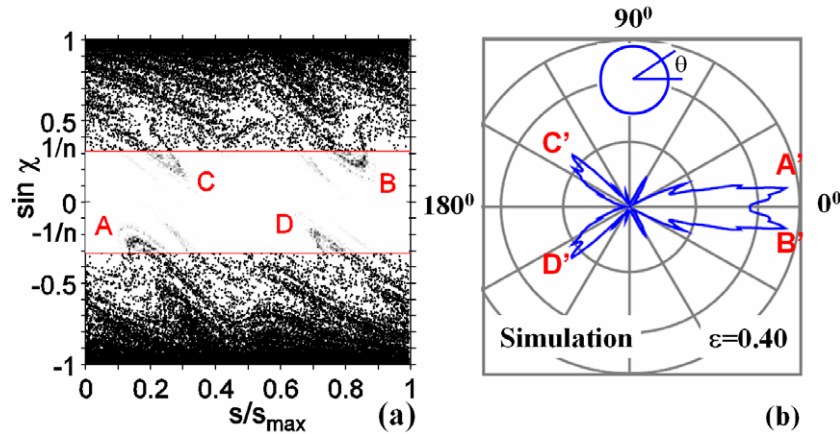 1
0.5
1/n
0
-1/n
-0.5
-1
sin χ
A
B
C
D
0 0.2 0.4 0.6 0.8 1
s/s_max
(a)
90⁰
θ
C'
A'
180⁰
0⁰
D'
B'
Simulation ε=0.40
(b)